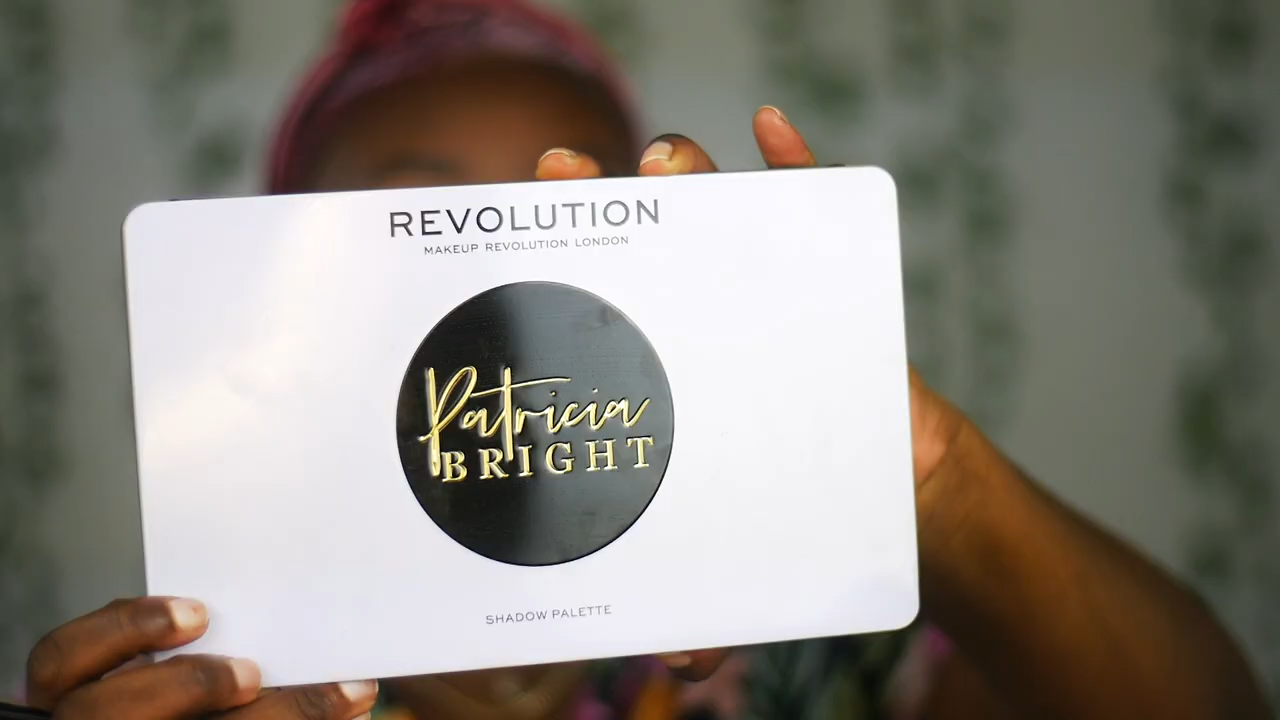 REVOLUTION
MAKEUP REVOLUTION LONDON
Patricia
BRIGHT
SHADOW PALETTE